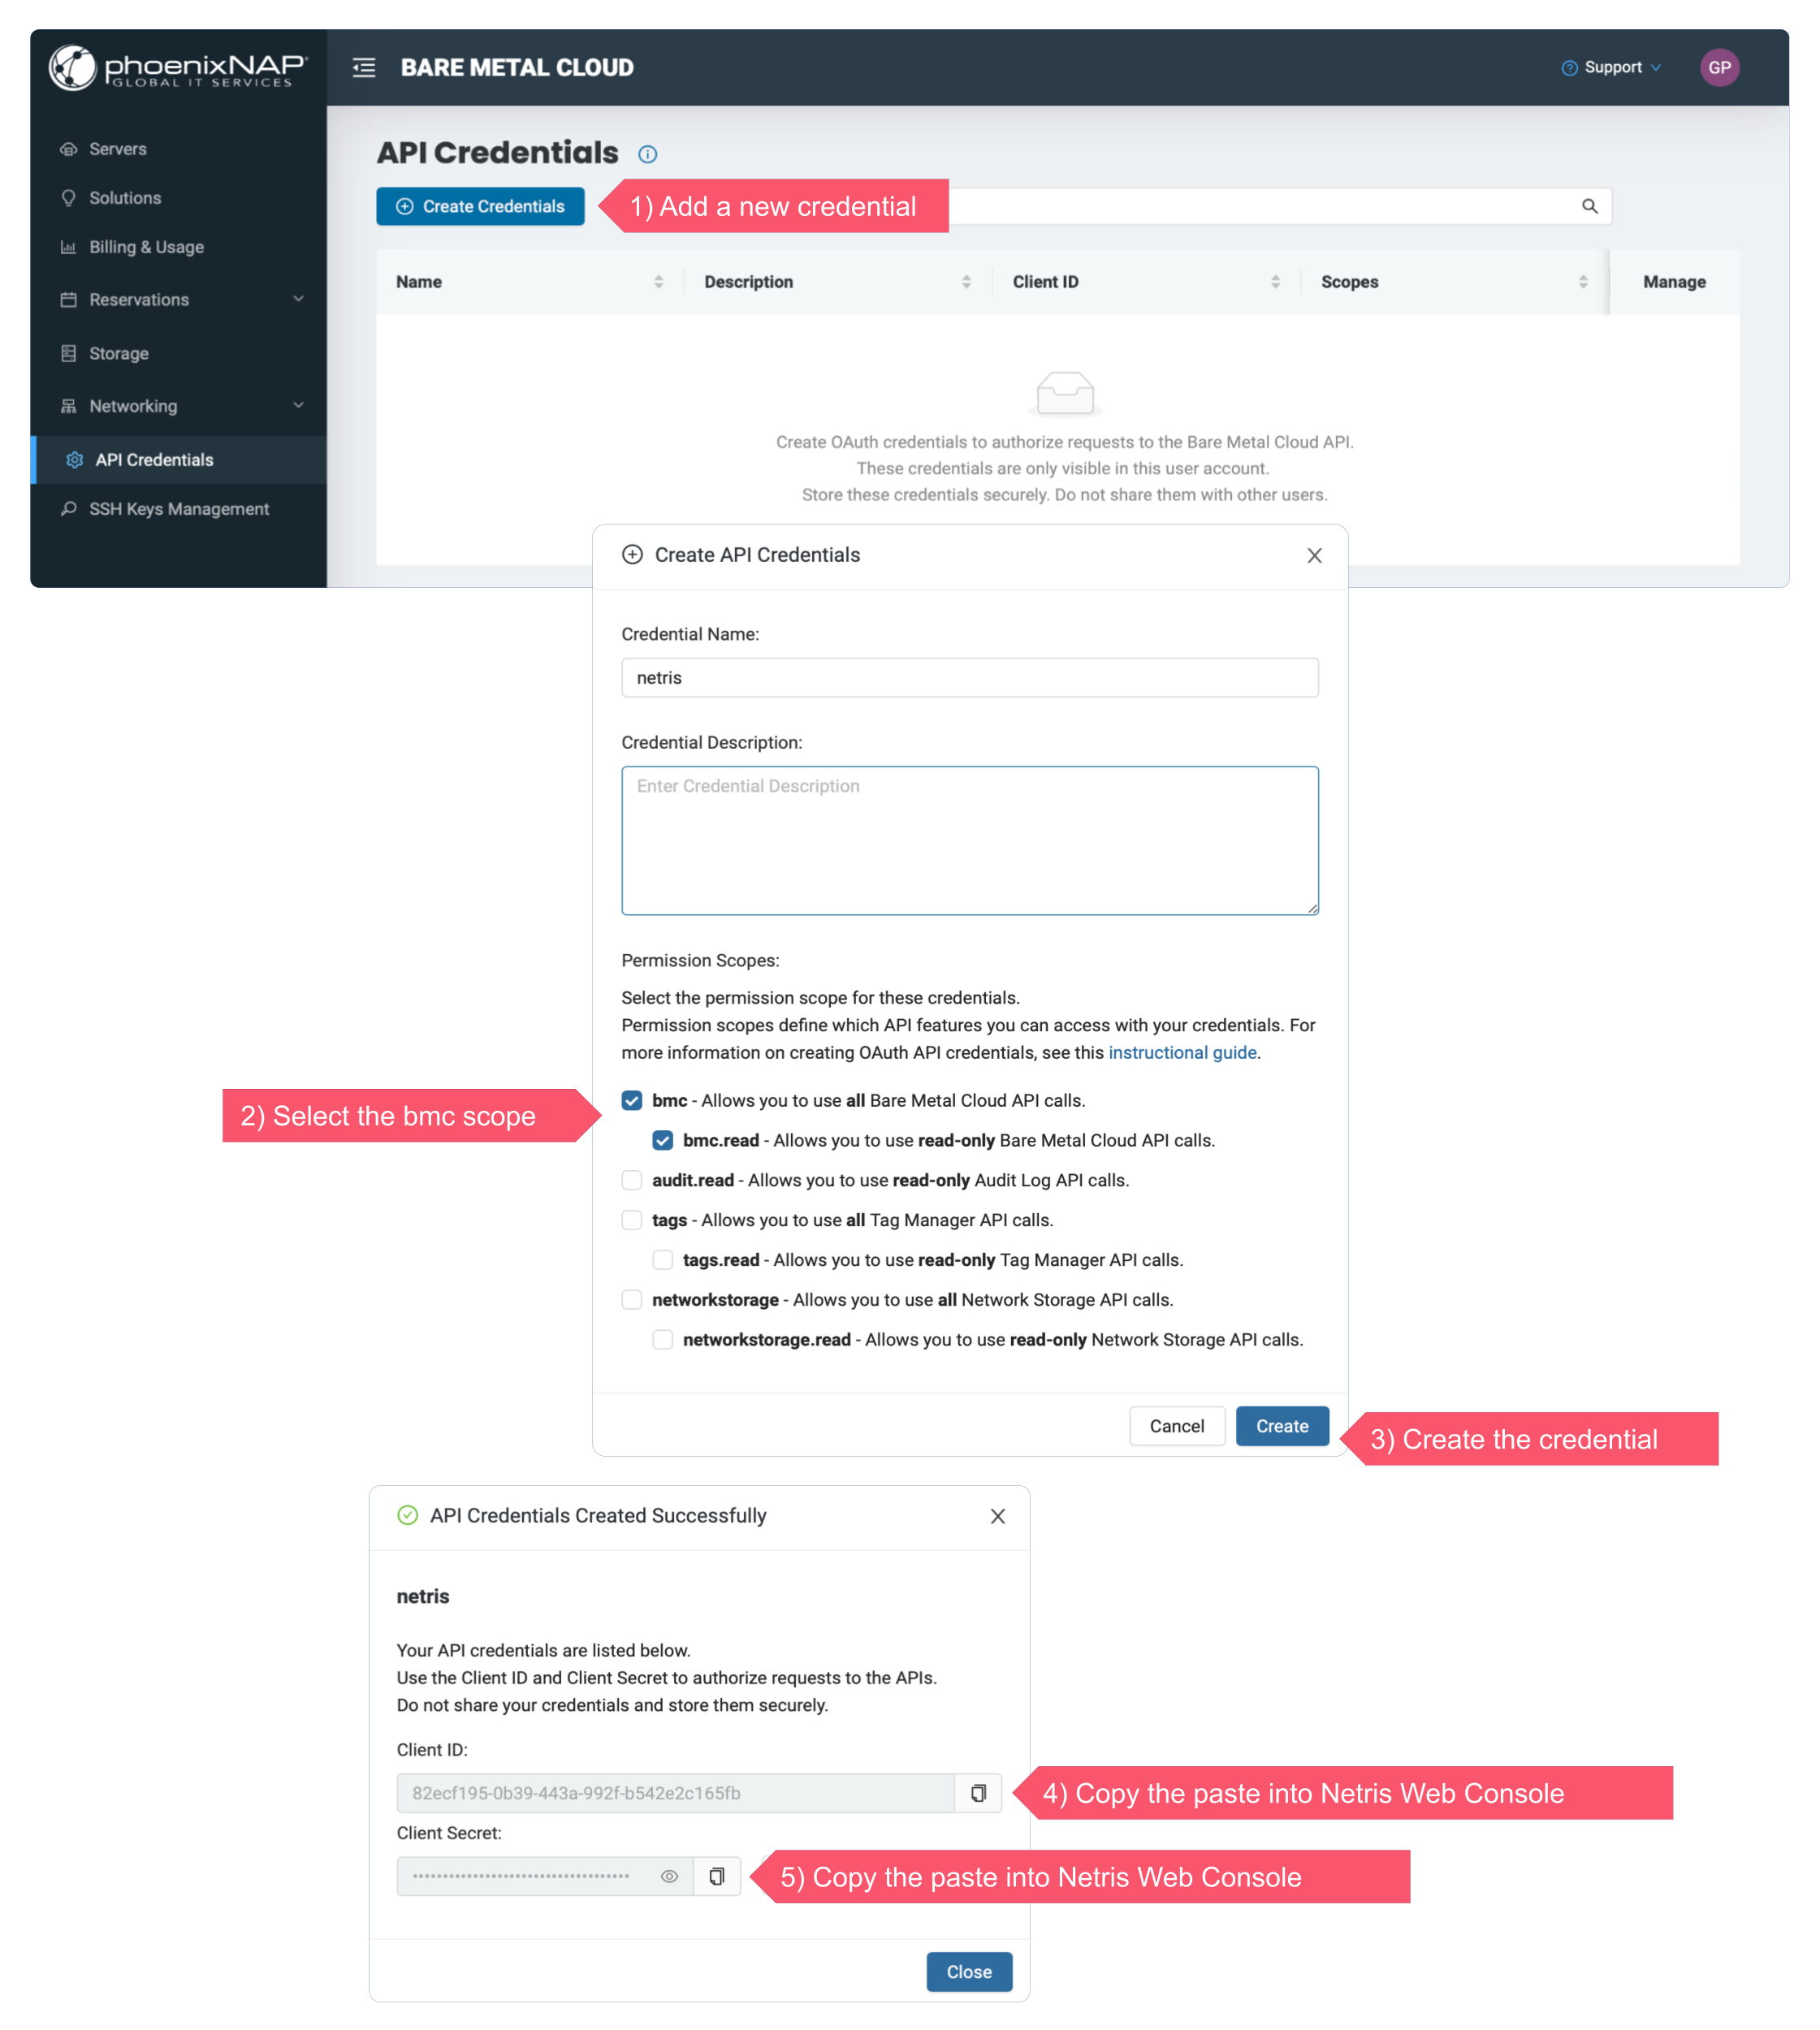 phoenixNAP
GLOBAL IT SERVICES
BARE METAL CLOUD
Support
GP
Servers
Solutions
Billing & Usage
Reservations
Storage
Networking
API Credentials
SSH Keys Management
API Credentials
Create Credentials
1) Add a new credential
Name
Description
Client ID
Scopes
Manage
Create OAuth credentials to authorize requests to the Bare Metal Cloud API.
These credentials are only visible in this user account.
Store these credentials securely. Do not share them with other users.
Create API Credentials
Credential Name:
netris
Credential Description:
Enter Credential Description
Permission Scopes:
Select the permission scope for these credentials.
Permission scopes define which API features you can access with your credentials. For
more information on creating OAuth API credentials, see this instructional guide.
2) Select the bmc scope
bmc - Allows you to use all Bare Metal Cloud API calls.
bmc.read - Allows you to use read-only Bare Metal Cloud API calls.
audit.read - Allows you to use read-only Audit Log API calls.
tags - Allows you to use all Tag Manager API calls.
tags.read - Allows you to use read-only Tag Manager API calls.
networkstorage - Allows you to use all Network Storage API calls.
networkstorage.read - Allows you to use read-only Network Storage API calls.
Cancel
Create
3) Create the credential
API Credentials Created Successfully
netris
Your API credentials are listed below.
Use the Client ID and Client Secret to authorize requests to the APIs.
Do not share your credentials and store them securely.
Client ID:
82ecf195-0b39-443a-992f-b542e2c165fb
4) Copy the paste into Netris Web Console
Client Secret:
5) Copy the paste into Netris Web Console
Close